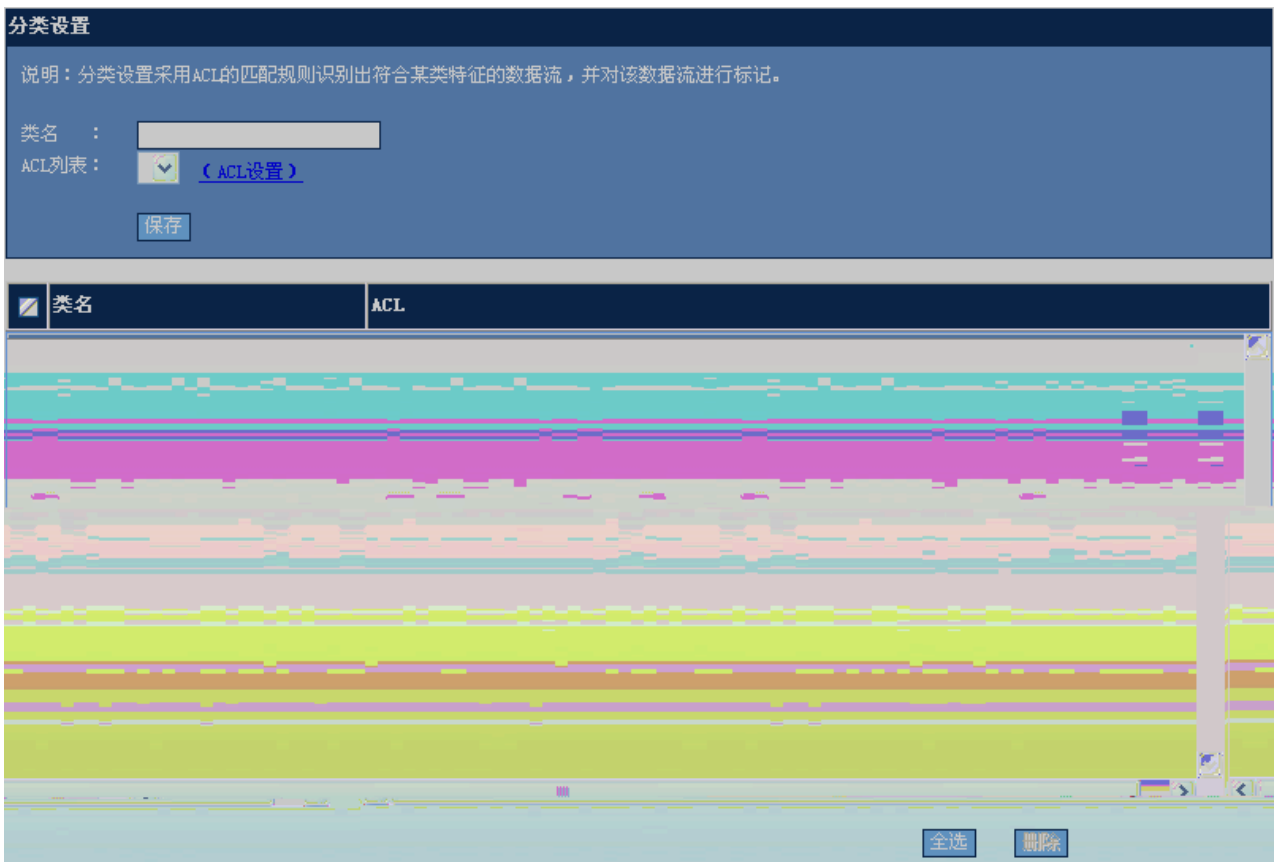 分类设置
说明：分类设置采用ACL的匹配规则识别出符合某类特征的数据流，并对该数据流进行标记。
类名 ：
ACL列表： （ACL设置）
保存
类名 ACL
全选 删除